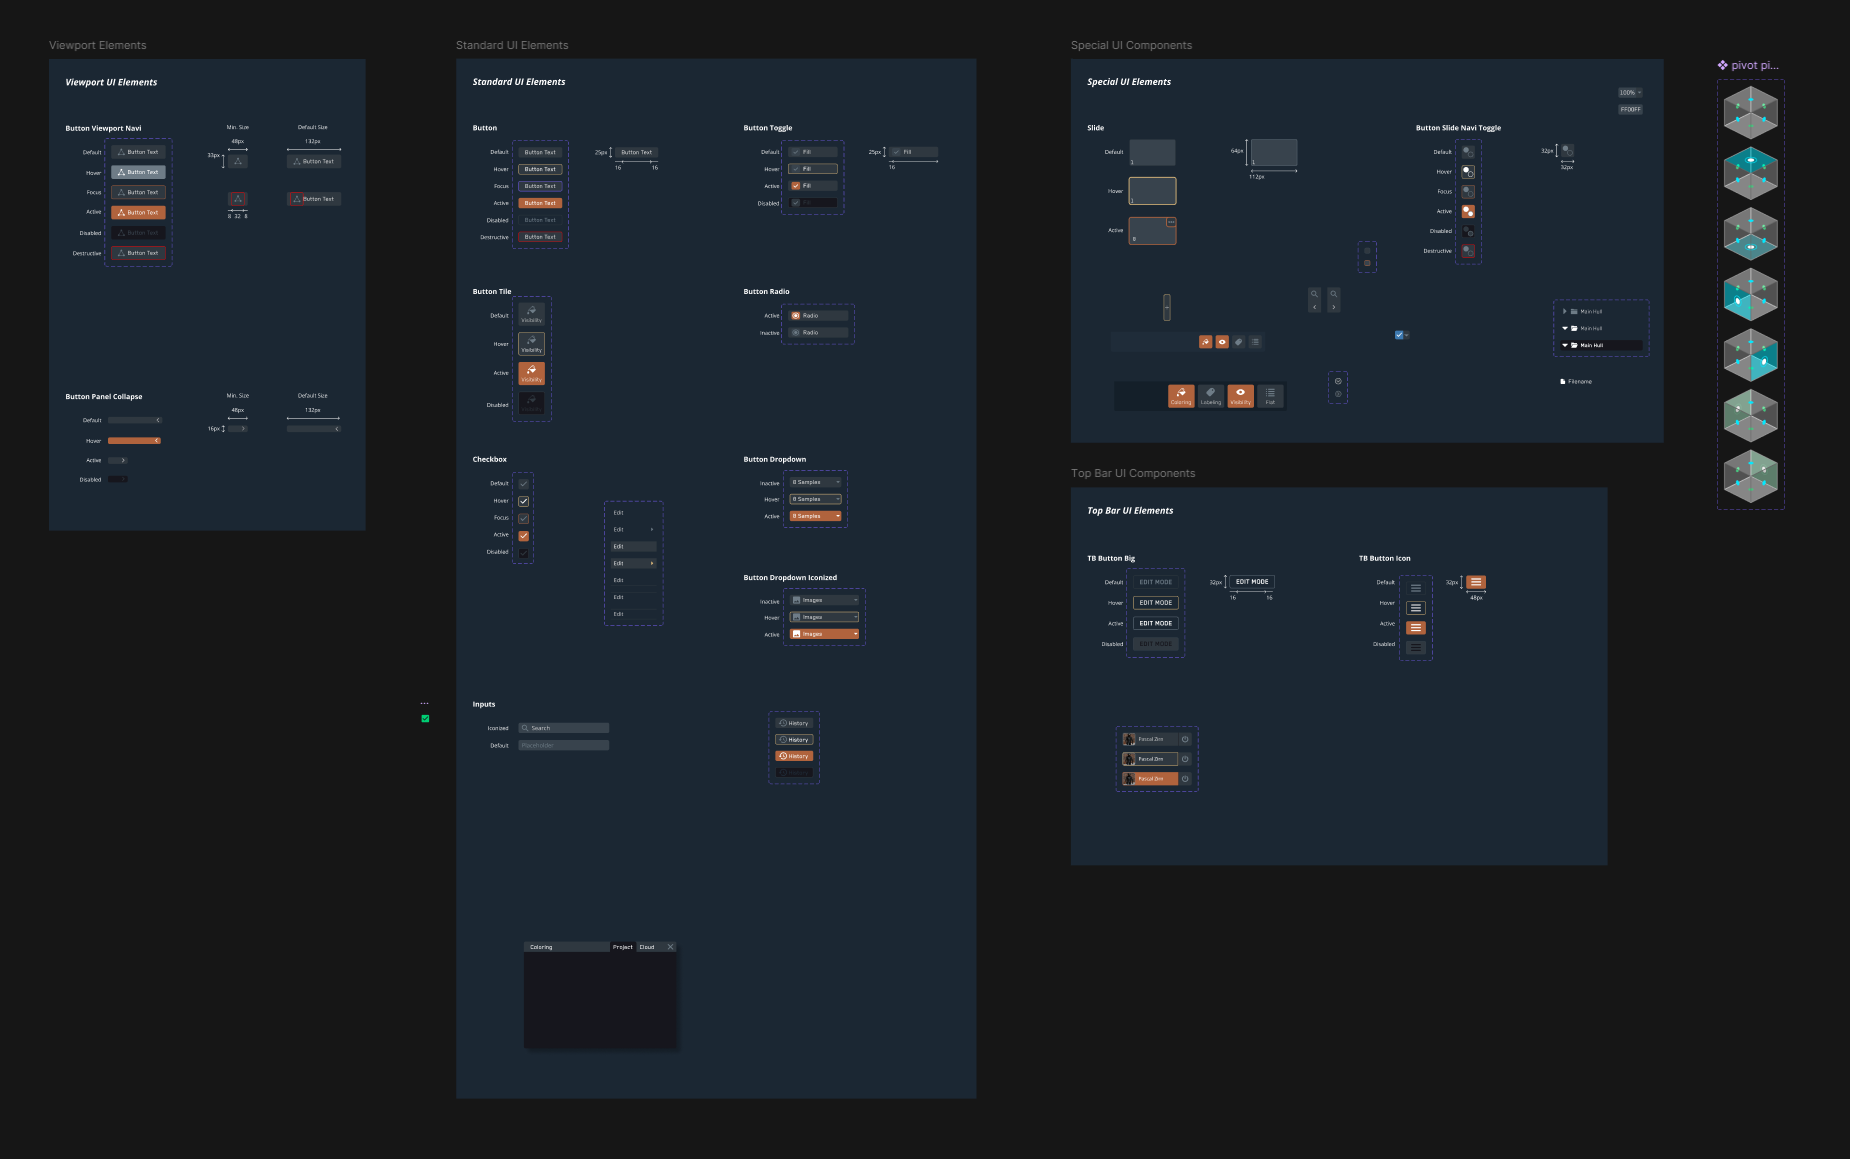 Viewport Elements
Viewport UI Elements
Button Viewport Navi
Min. Size
Default Size
48px
132px
33px
Default
Button Text
Button Text
Hover
Button Text
Focus
Button Text
Button Text
Active
Button Text
8 32 8
Disabled
Destructive
Button Text
Button Panel Collapse
Min. Size
Default Size
48px
132px
16px
Default
Hover
Active
Disabled
Standard UI Elements
Standard UI Elements
Button
Default
Button Text
25px
Button Text
Hover
Button Text
16
16
Focus
Button Text
Active
Button Text
Disabled
Button Text
Destructive
Button Text
Button Toggle
Default
Fill
25px
Fill
Hover
Fill
16
Active
Fill
Disabled
Fill
Button Tile
Default
Visibility
Hover
Visibility
Active
Visibility
Disabled
Button Radio
Active
Radio
Inactive
Radio
Checkbox
Default
Hover
Focus
Active
Disabled
Edit
Edit
Edit
Edit
Edit
Edit
Edit
Button Dropdown
Inactive
8 Samples
Hover
8 Samples
Active
8 Samples
Button Dropdown Iconized
Inactive
Images
Hover
Images
Active
Images
Inputs
Iconized
Search
Default
Placeholder
History
History
History
Coloring
Project
Cloud
Special UI Components
Special UI Elements
100%
FF00FF
Slide
Default
1
64px
1
112px
Hover
1
Active
Button Slide Navi Toggle
Default
32px
32px
Hover
Focus
Active
Disabled
Destructive
Main Hull
Main Hull
Main Hull
Filename
Coloring
Labeling
Visibility
Flat
Top Bar UI Components
Top Bar UI Elements
TB Button Big
Default
EDIT MODE
32px
EDIT MODE
16
16
Hover
EDIT MODE
Active
EDIT MODE
Disabled
EDIT MODE
TB Button Icon
Default
32px
48px
Hover
Active
Disabled
Pascal Zirn
Pascal Zirn
Pascal Zirn
pivot pi...